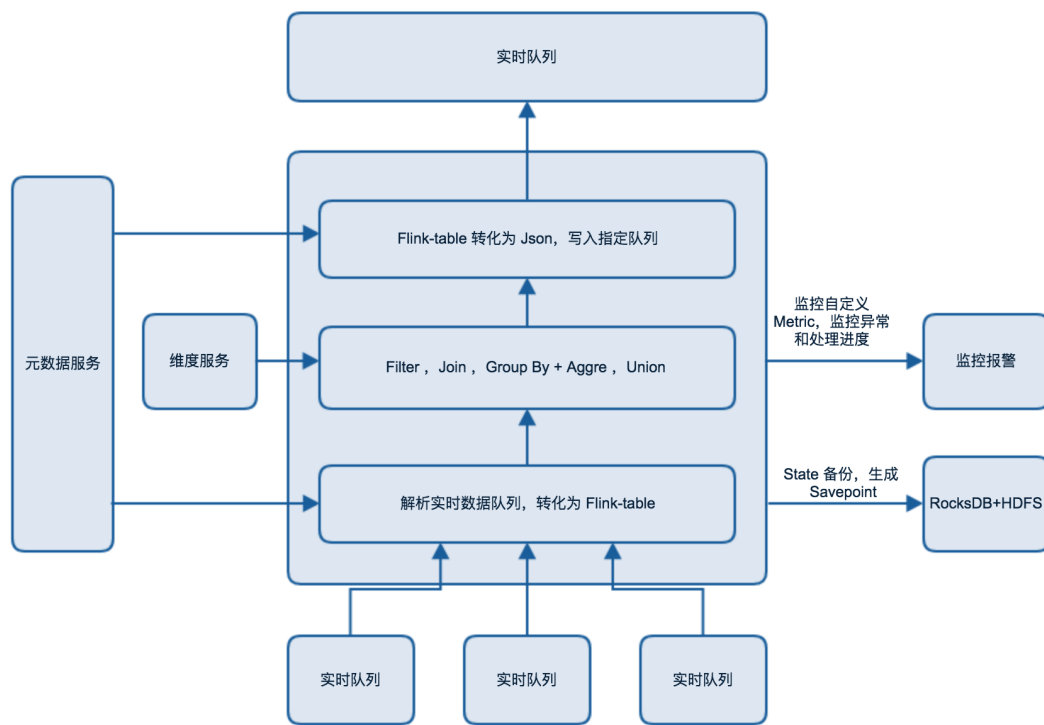 实时队列
Flink-table 转化为 Json，写入指定队列
监控自定义
Metric，监控异常
和处理进度
元数据服务
维度服务
Filter ，Join ，Group By + Aggre ，Union
监控报警
State 备份，生成
Savepoint
解析实时数据队列，转化为 Flink-table
RocksDB+HDFS
实时队列
实时队列
实时队列